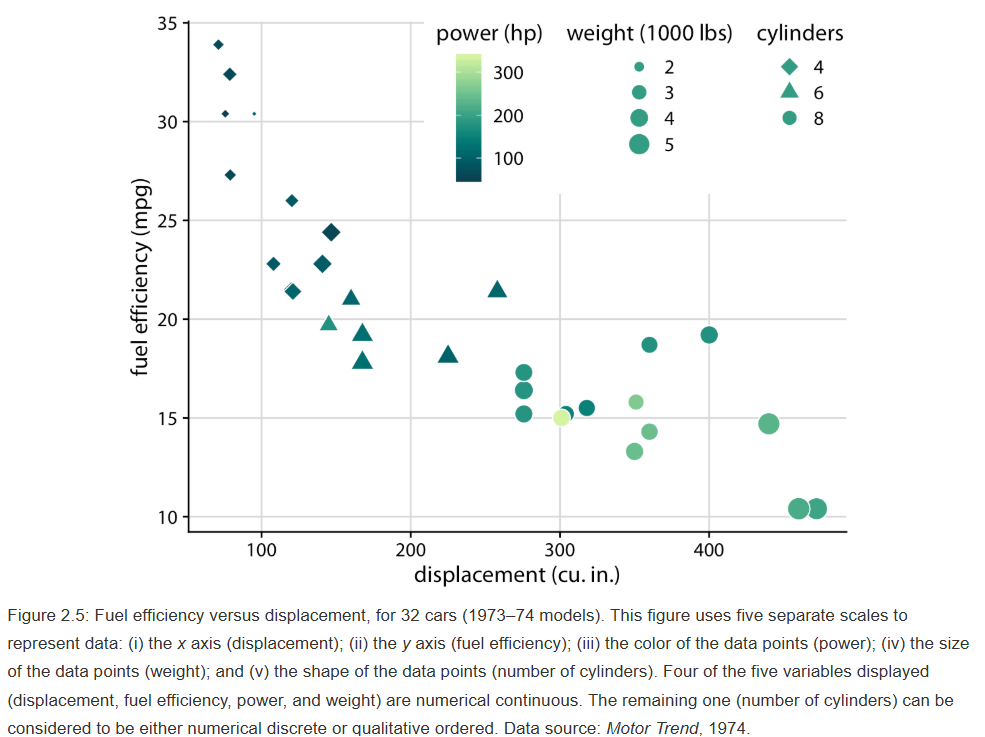 35
30
25
20
15
10
fuel efficiency (mpg)
power (hp)
300
200
100
weight (1000 lbs)
2
3
4
5
cylinders
4
6
8
100
200
300
400
displacement (cu. in.)
Figure 2.5: Fuel efficiency versus displacement, for 32 cars (1973–74 models). This figure uses five separate scales to
represent data: (i) the x axis (displacement); (ii) the y axis (fuel efficiency); (iii) the color of the data points (power); (iv) the size
of the data points (weight); and (v) the shape of the data points (number of cylinders). Four of the five variables displayed
(displacement, fuel efficiency, power, and weight) are numerical continuous. The remaining one (number of cylinders) can be
considered to be either numerical discrete or qualitative ordered. Data source: Motor Trend, 1974.